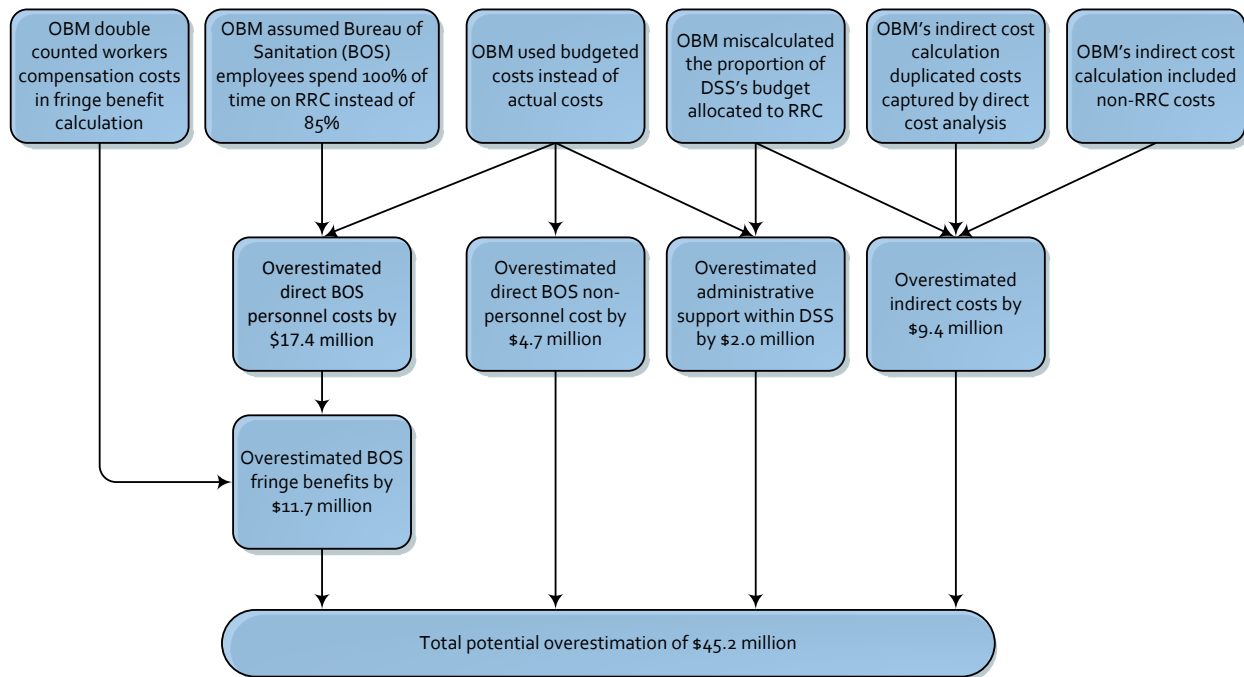 OBM double
counted workers
compensation costs
in fringe benefit
calculation
OBM assumed Bureau of
Sanitation (BOS)
employees spend 100% of
time on RRC instead of
85%
OBM used budgeted
costs instead of
actual costs
OBM miscalculated
the proportion of
DSS’s budget
allocated to RRC
OBM’s indirect cost
calculation
duplicated costs
captured by direct
cost analysis
OBM’s indirect cost
calculation included
non-RRC costs
Overestimated
direct BOS
personnel costs by
$17.4 million
Overestimated
direct BOS non-
personnel cost by
$4.7 million
Overestimated
administrative
support within DSS
by $2.0 million
Overestimated
indirect costs by
$9.4 million
Overestimated BOS
fringe benefits by
$11.7 million
Total potential overestimation of $45.2 million